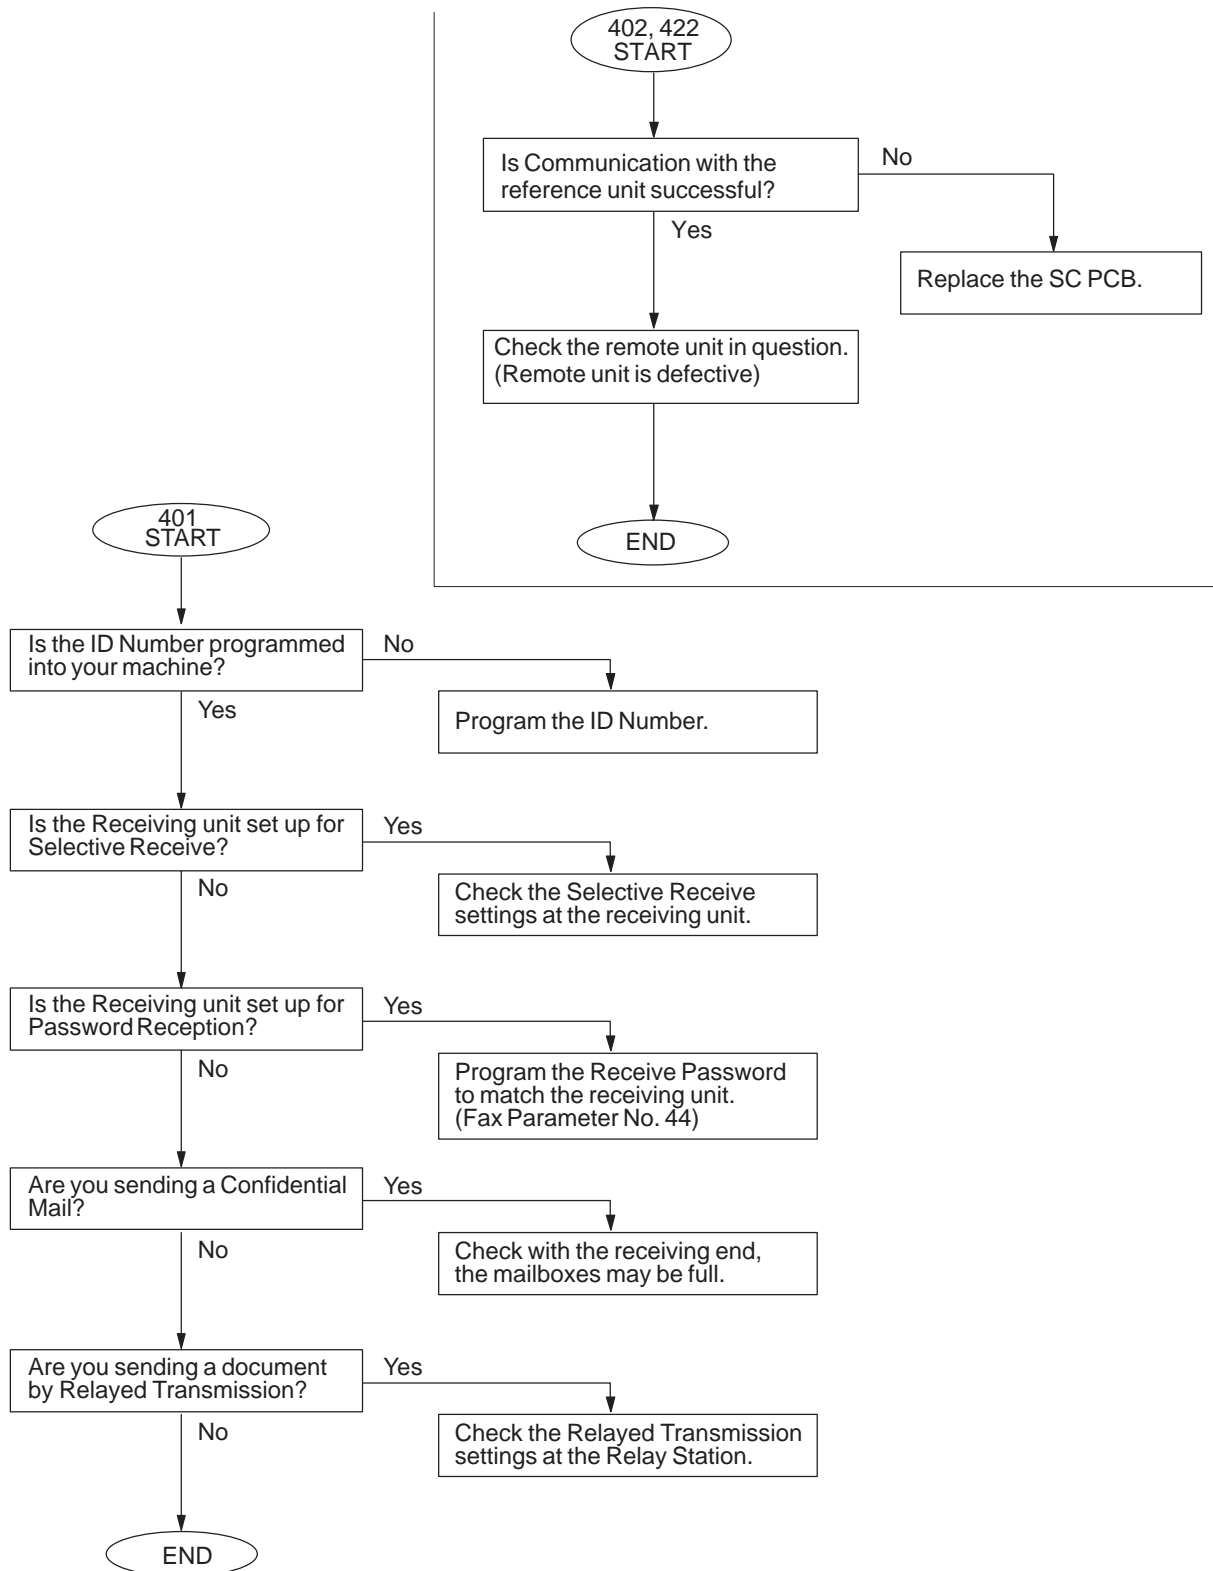 402, 422
START
Is Communication with the
reference unit successful?
No
Yes
Replace the SC PCB.
Check the remote unit in question.
(Remote unit is defective)
END
401
START
Is the ID Number programmed
into your machine?
No
Yes
Program the ID Number.
Is the Receiving unit set up for
Selective Receive?
Yes
No
Check the Selective Receive
settings at the receiving unit.
Is the Receiving unit set up for
Password Reception?
Yes
No
Program the Receive Password
to match the receiving unit.
(Fax Parameter No. 44)
Are you sending a Confidential
Mail?
Yes
No
Check with the receiving end,
the mailboxes may be full.
Are you sending a document
by Relayed Transmission?
Yes
No
Check the Relayed Transmission
settings at the Relay Station.
END